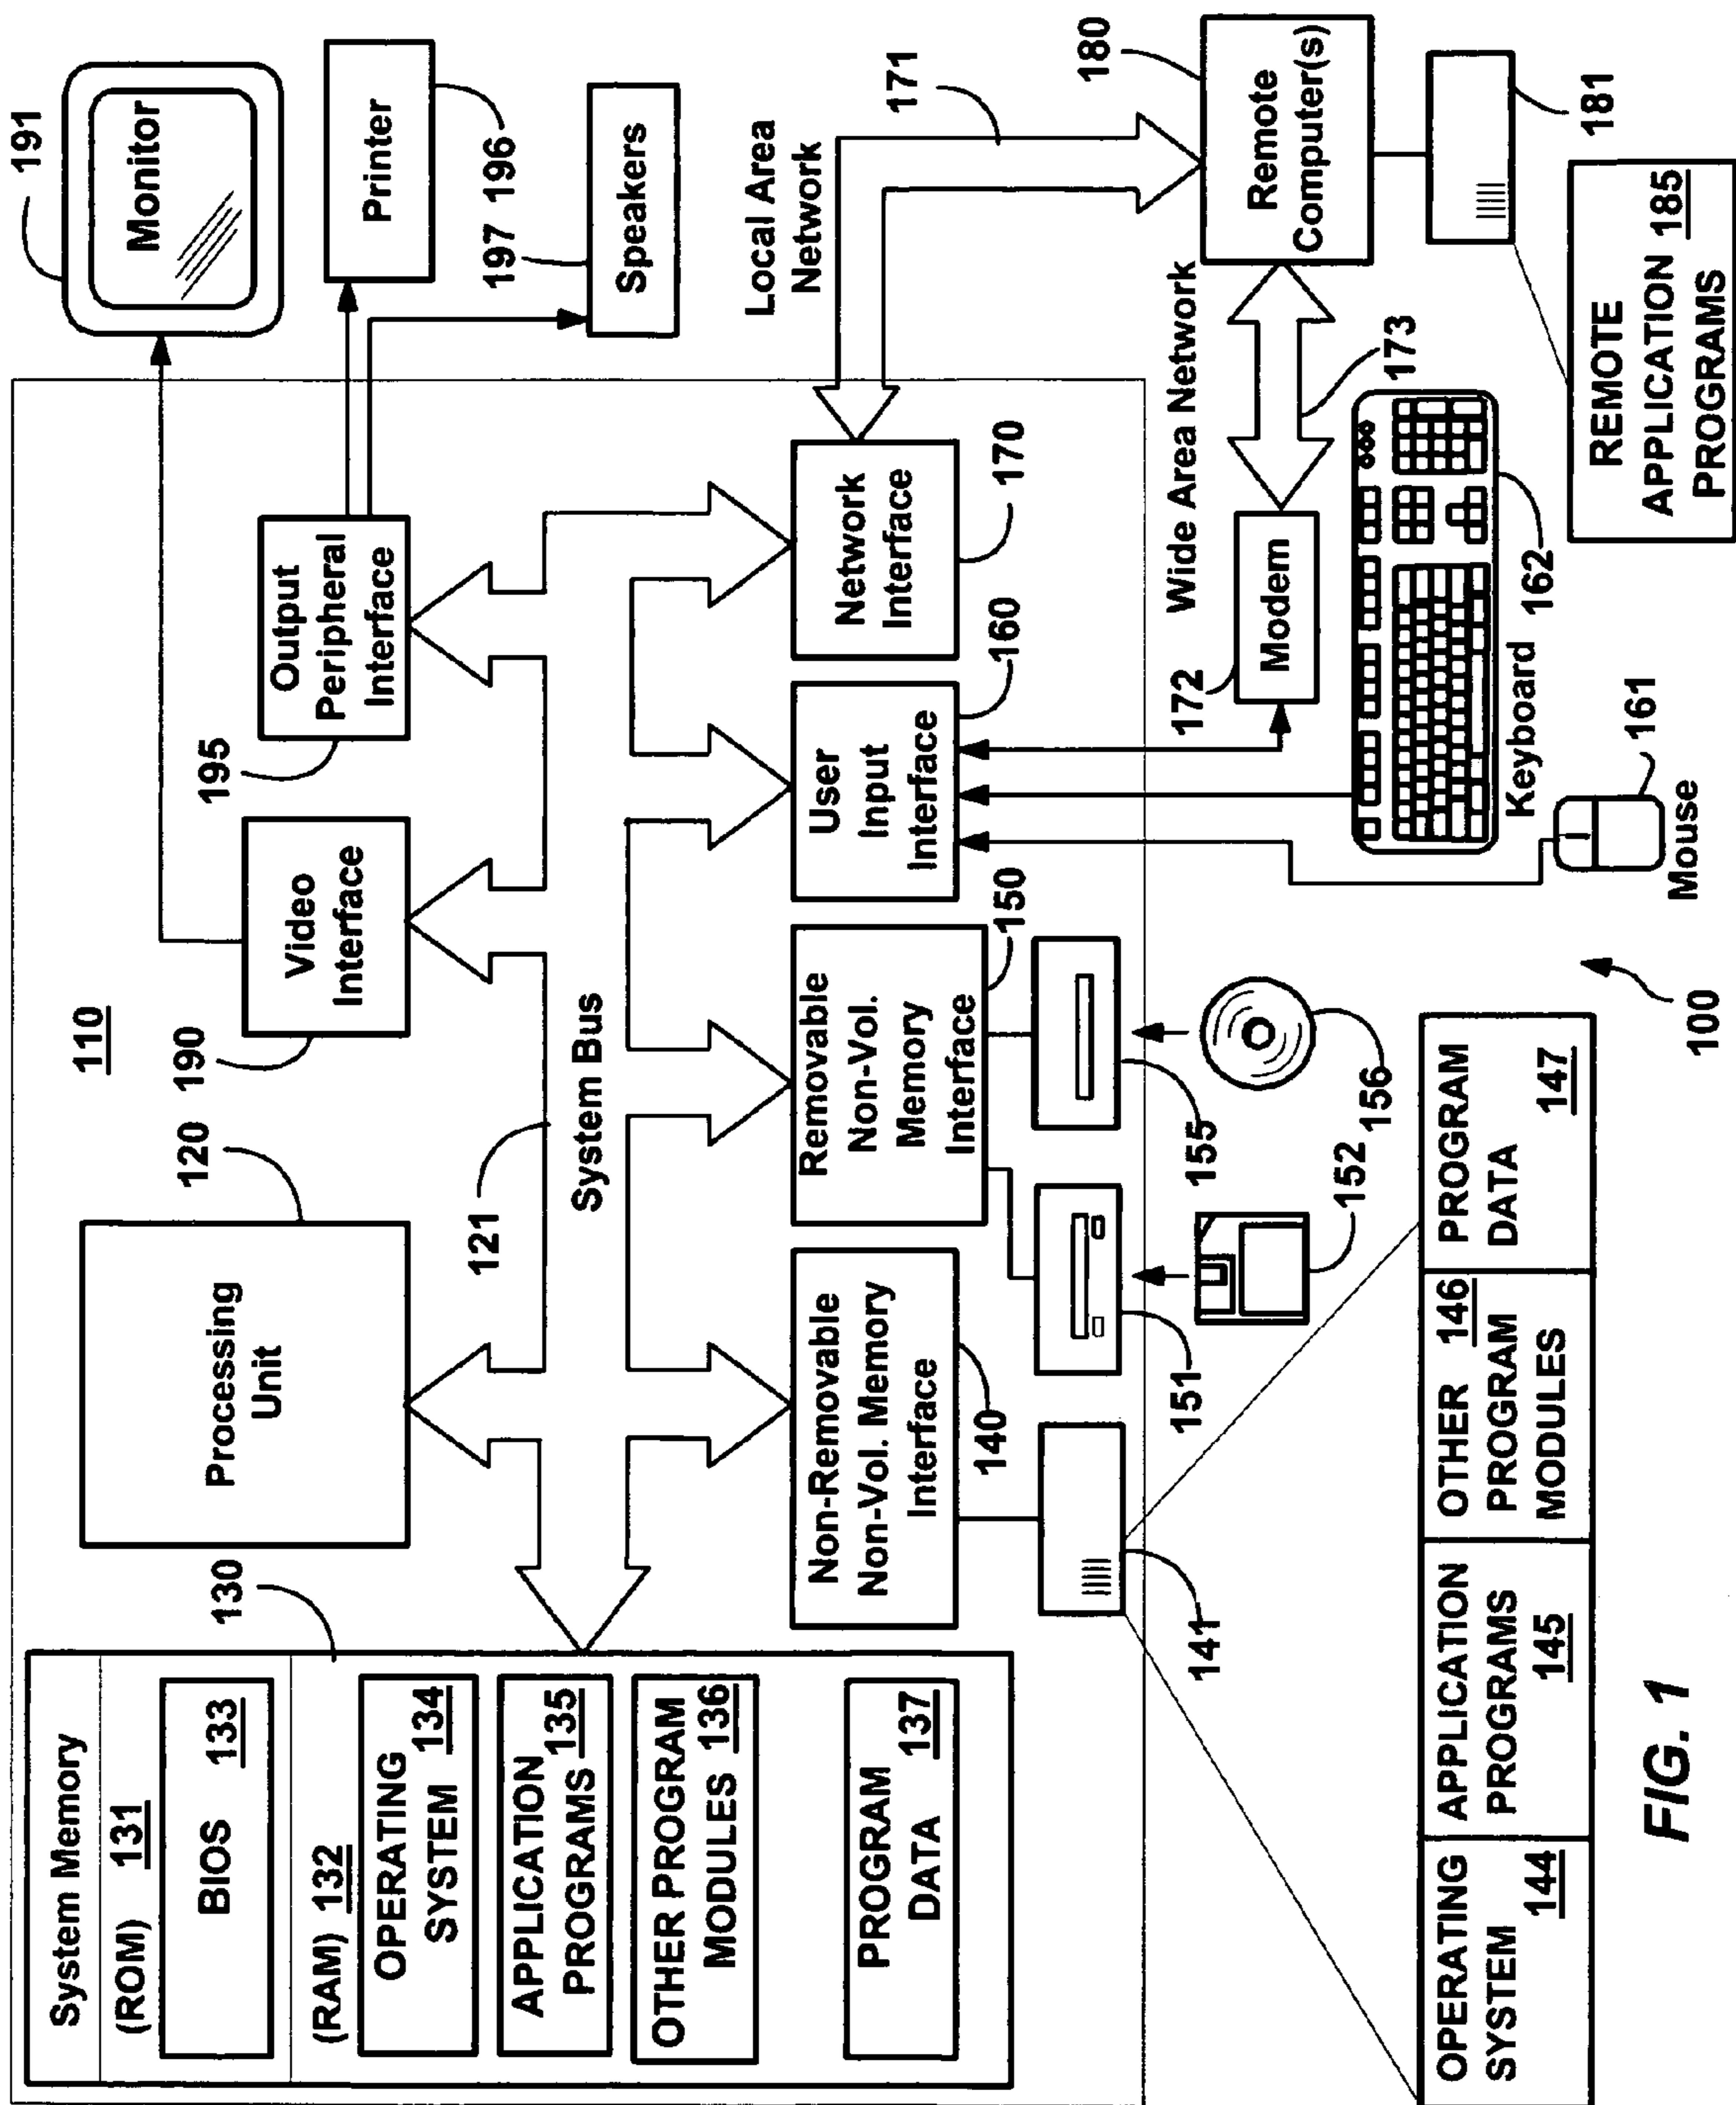 System Memory
(ROM) 131
BIOS 133
(RAM) 132
OPERATING
SYSTEM 134
APPLICATION
PROGRAMS 135
OTHER PROGRAM
MODULES 136
PROGRAM
DATA 137
130
Processing
Unit
120
110
190
Video
Interface
195
Output
Peripheral
Interface
191
Monitor
Printer
196
197
Speakers
121
System Bus
Non-Removable
Non-Vol. Memory
Interface
140
Removable
Non-Vol.
Memory
Interface
150
User
Input
Interface
160
Network
Interface
170
Local Area
Network
171
141
151
155
152
156
172
Modem
Wide Area Network
173
Remote
Computer(s)
180
181
REMOTE
APPLICATION 185
PROGRAMS
Keyboard
162
Mouse
161
100
OPERATING
SYSTEM
144
APPLICATION
PROGRAMS
145
OTHER 146
PROGRAM
MODULES
PROGRAM
DATA
147
FIG. 1